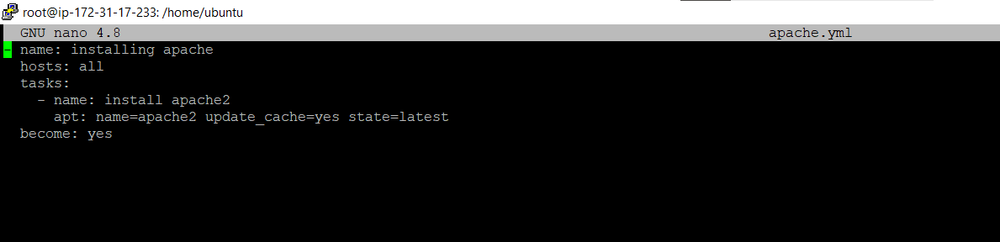 root@ip-172-31-17-233: /home/ubuntu
GNU nano 4.8 apache.yml
- name: installing apache
  hosts: all
  tasks:
    - name: install apache2
      apt: name=apache2 update_cache=yes state=latest
  become: yes